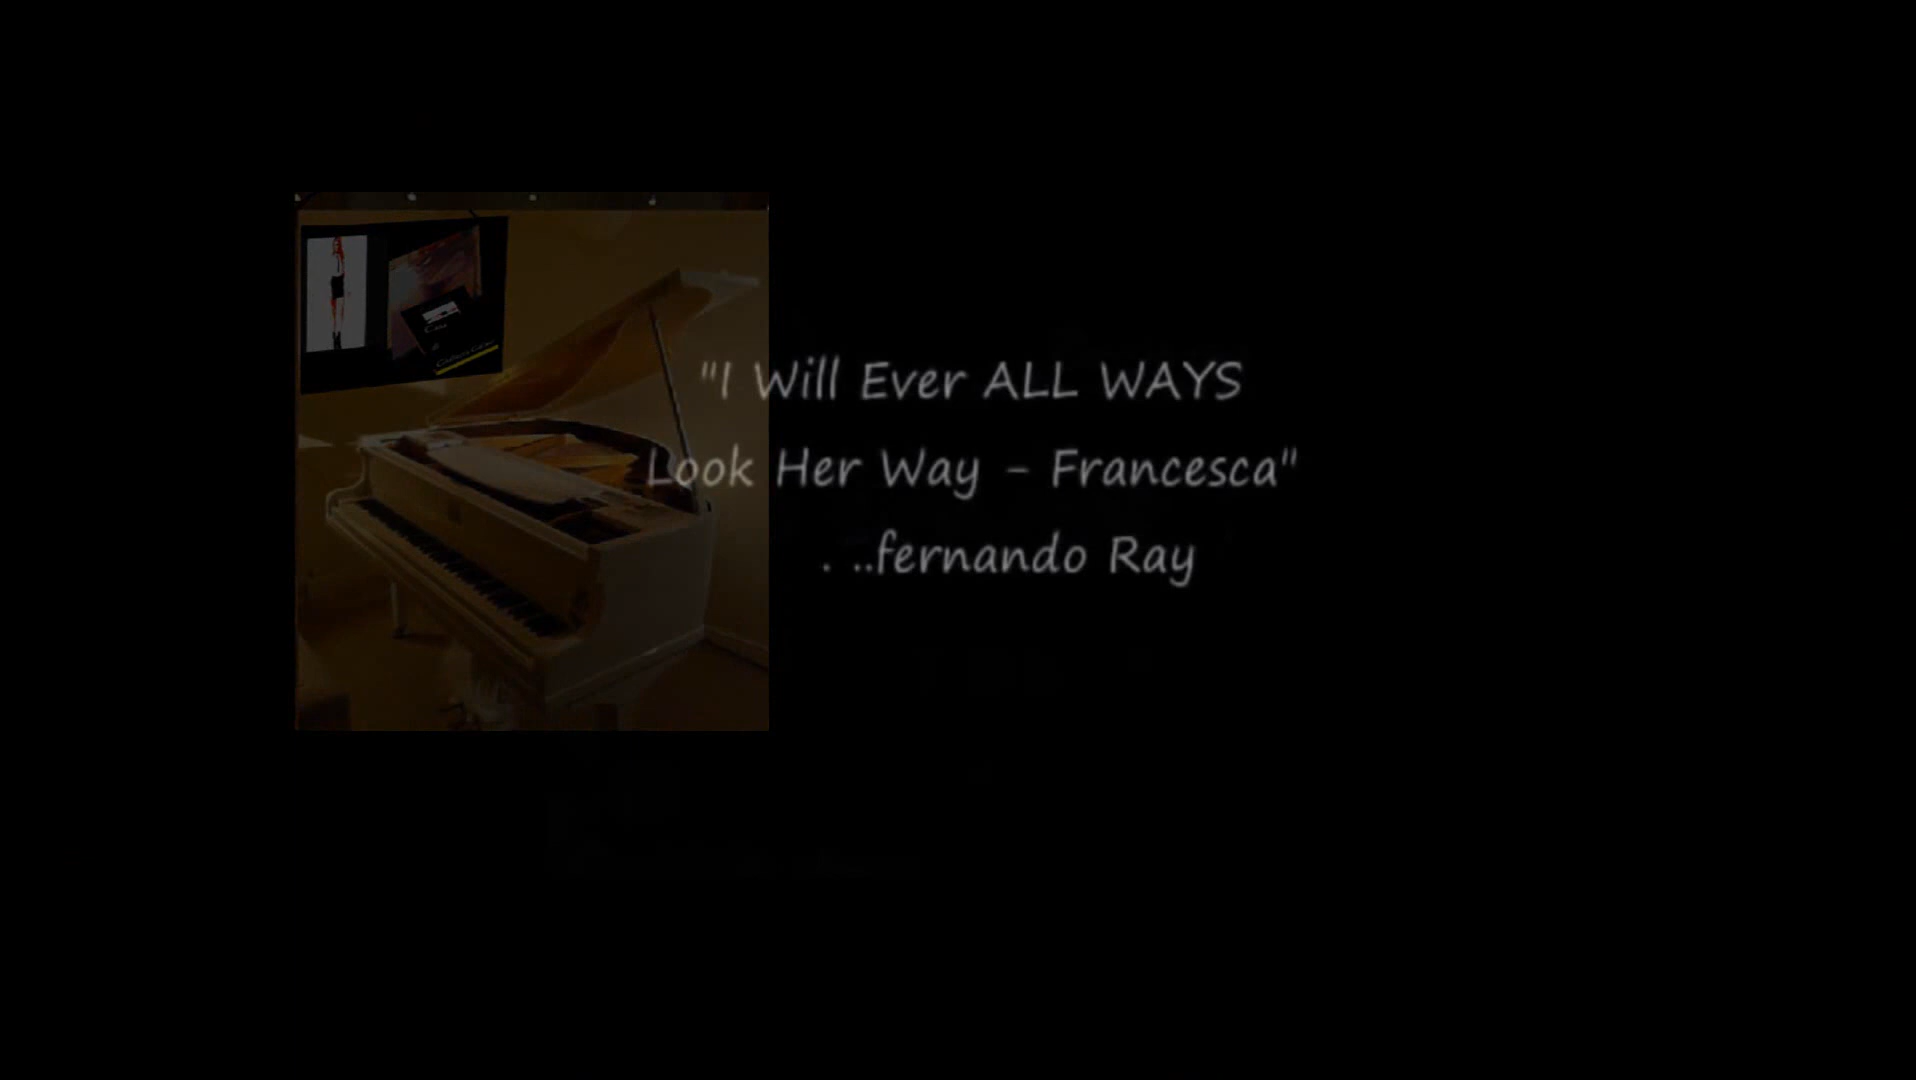 "I Will Ever ALL WAYS
Look Her Way - Francesca"
. ..fernando Ray